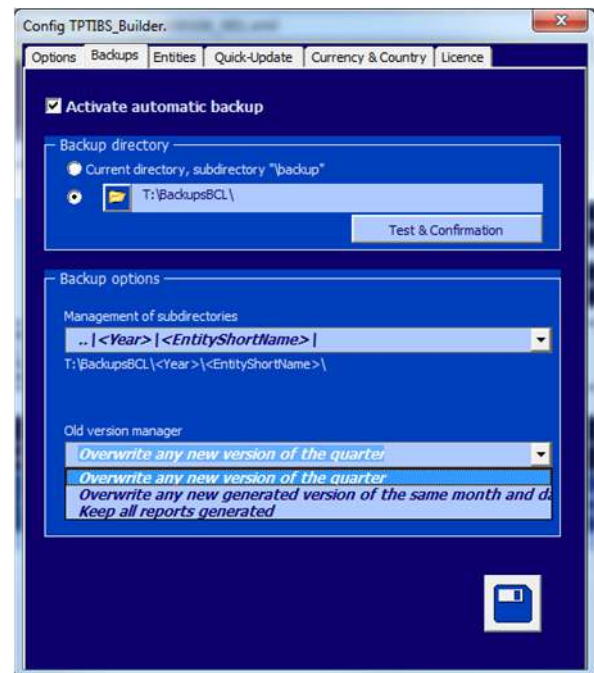 Config TPTIBS_Builder.
Options Backups Entities Quick-Update Currency & Country Licence
Activate automatic backup
Backup directory
Current directory, subdirectory "\backup"
T:\BackupsBCL\
Test & Confirmation
Backup options
Management of subdirectories
..|<Year>|<EntityShortName>|
T:\BackupsBCL\<Year>\<EntityShortName>\
Old version manager
Overwrite any new version of the quarter
Overwrite any new version of the quarter
Overwrite any new generated version of the same month and da
Keep all reports generated